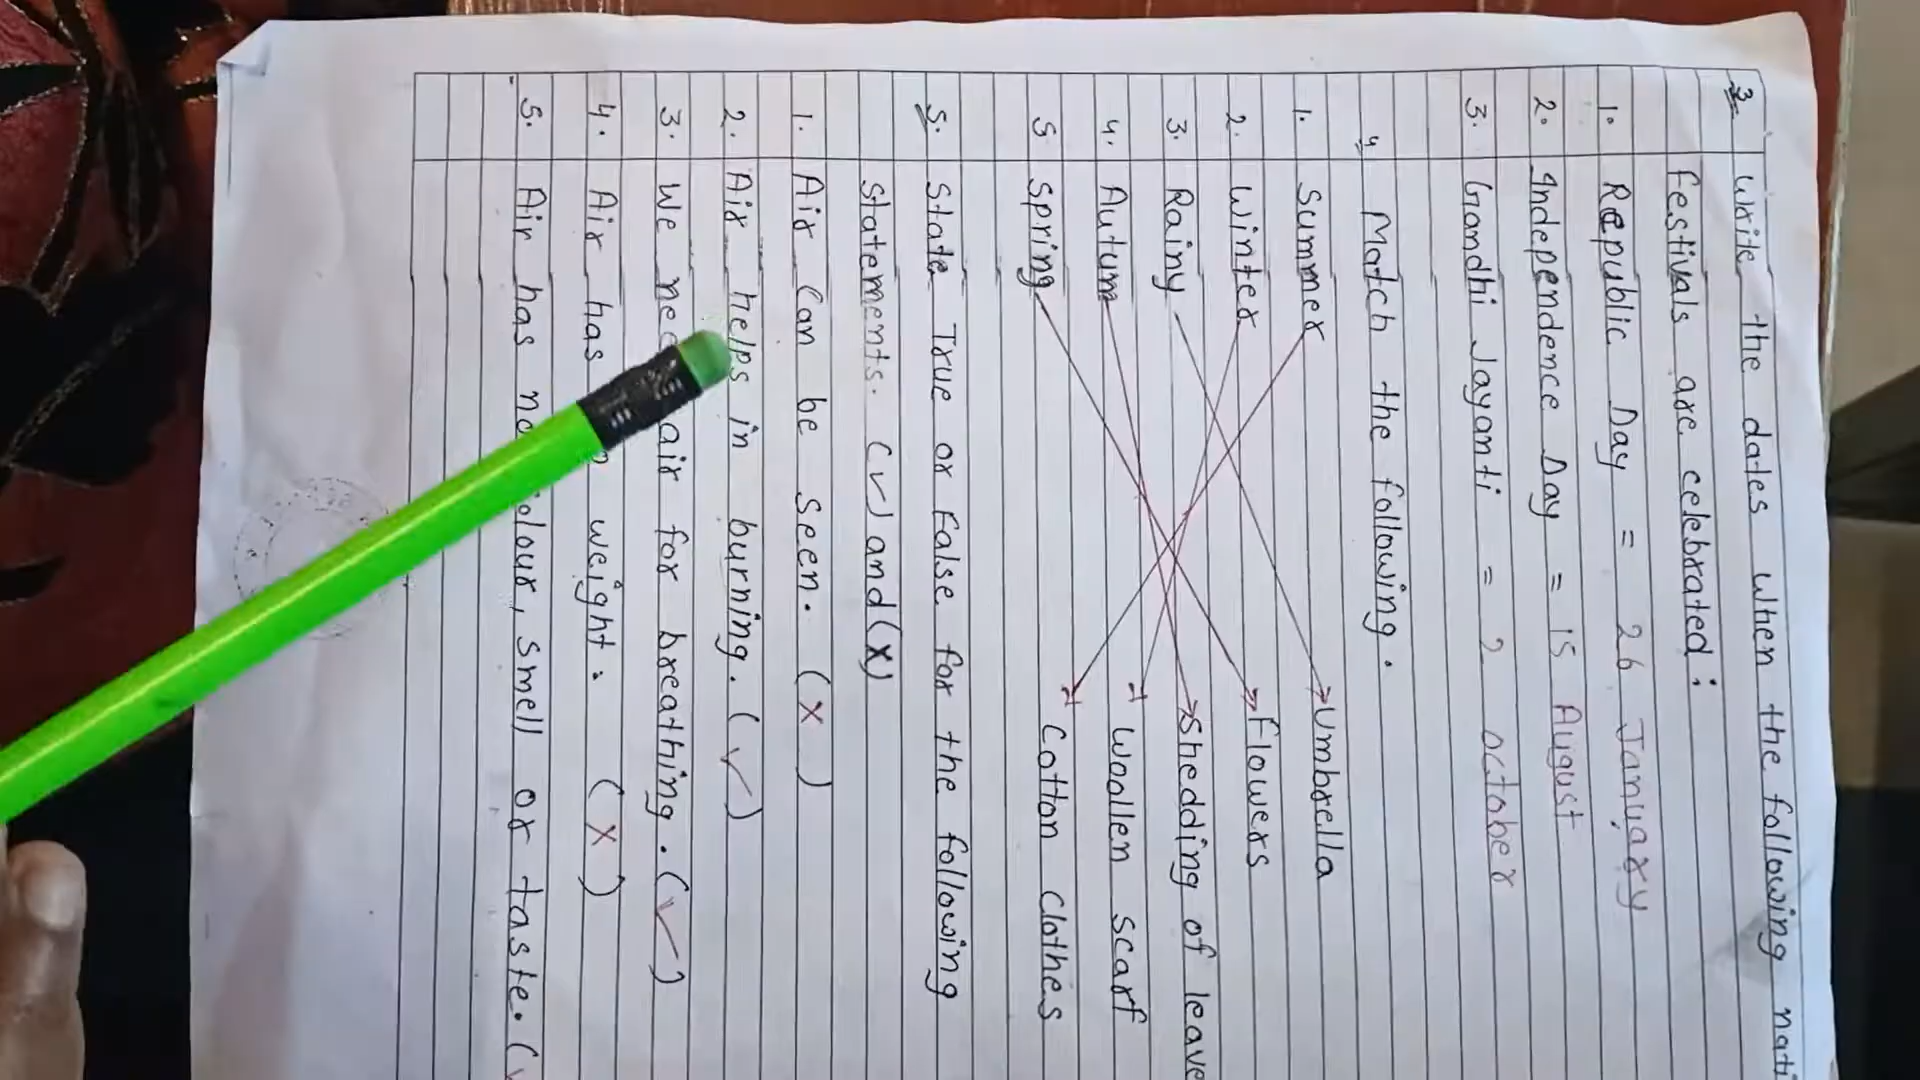 3 write the dates when the following nati
festivals are celebrated:
1. Republic Day = 26 January
2. Independence Day = 15 August
3. Gandhi Jayanti = 2 october
4 Match the following.
1. Summer Umbrella
2. Winter Flowers
3. Rainy Shedding of leave
4. Autum Woollen scarf
5 Spring Cotton Clothes
5. State True or False for the following
Statements. (✓) and (x)
1. Air can be seen. (x)
2. Air helps in burning. (✓)
3. We air for breathing. (✓)
4. Air has weight. (x)
5. Air has smell or taste. (